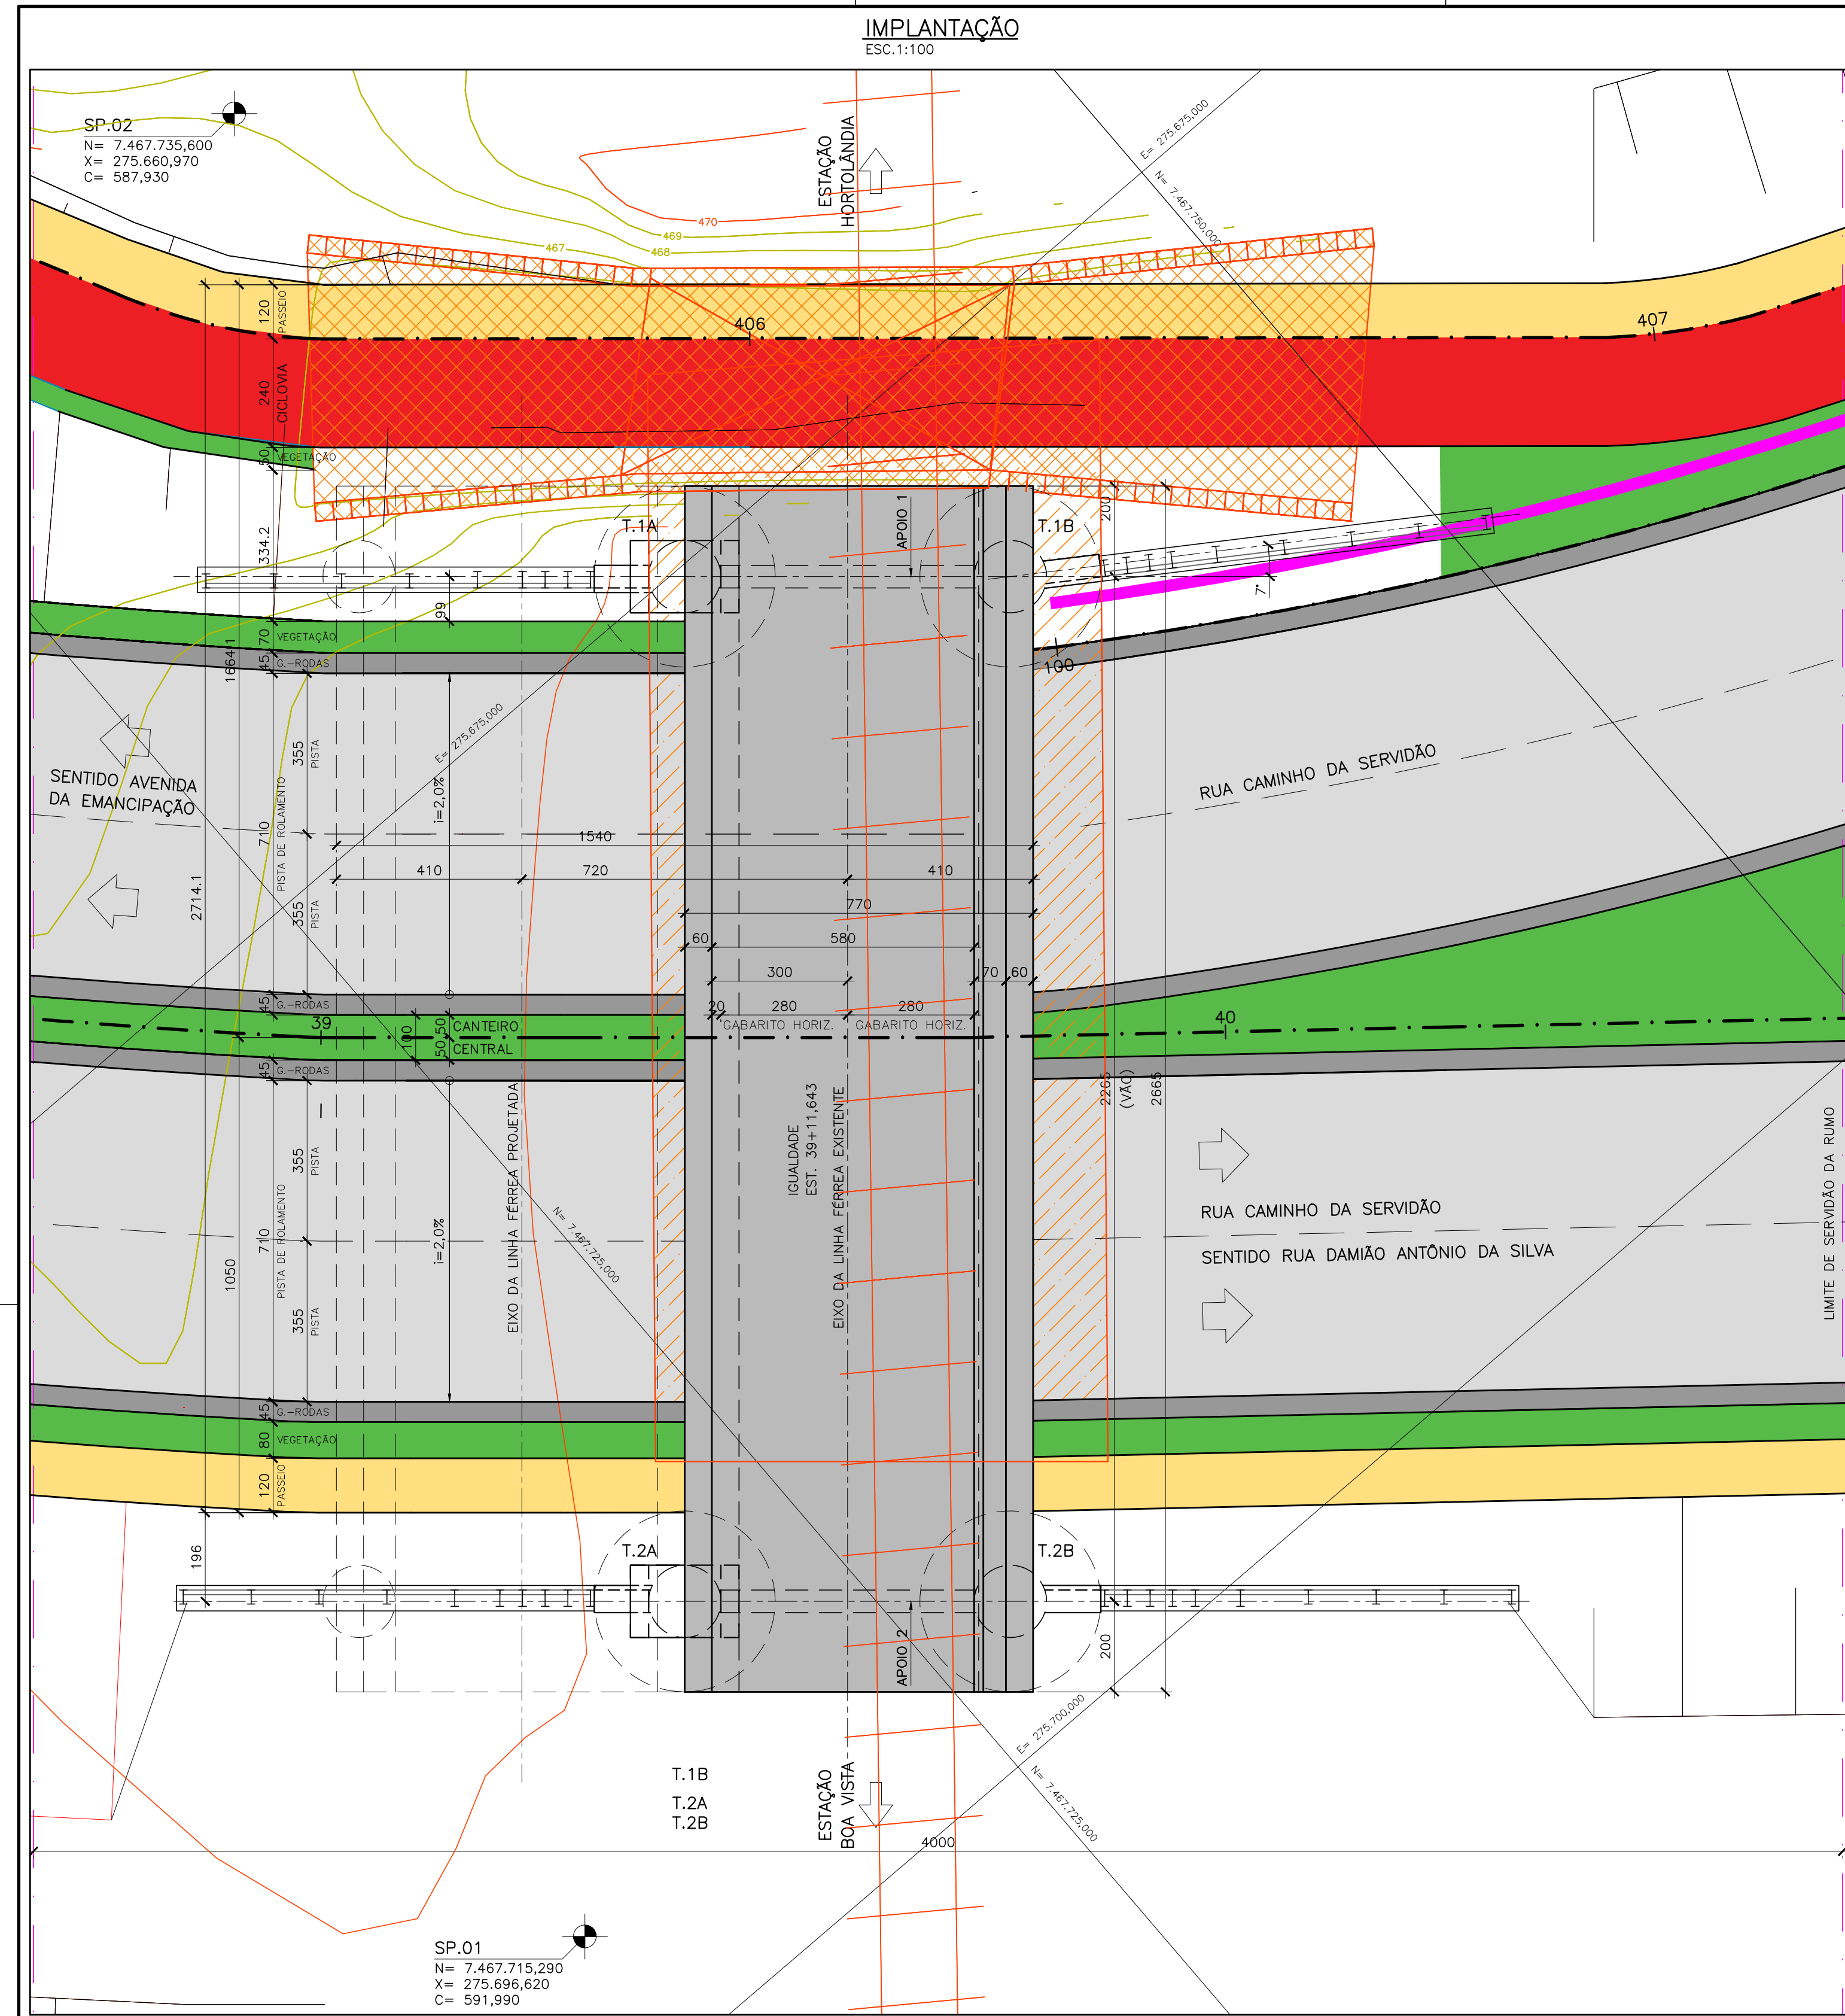 IMPLANTAÇÃO
ESC.1:100
SP.02
N= 7.467.735,600
X= 275.660,970
C= 587,930
ESTAÇÃO
HORTOLÂNDIA
E= 275.675,000
N= 7.467.750,000
470
469
468
467
406
407
120
PASSEIO
240
CICLOVIA
50
VEGETAÇÃO
334.2
99
T.1A
APOIO 1
T.1B
200
7°
1664.1
70
VEGETAÇÃO
45
G.-RODAS
100
SENTIDO AVENIDA
DA EMANCIPAÇÃO
355
PISTA
i=2,0%
E= 275.675,000
RUA CAMINHO DA SERVIDÃO
710
PISTA DE ROLAMENTO
1540
410
720
410
2714.1
355
PISTA
770
60
580
300
70
60
45
G.-RODAS
20
280
280
39
100
50
50
CANTEIRO
CENTRAL
GABARITO HORIZ.
GABARITO HORIZ.
40
45
G.-RODAS
EIXO DA LINHA FÉRREA PROJETADA
IGUALDADE
EST. 39+11,643
EIXO DA LINHA FÉRREA EXISTENTE
2265
(VÃO)
2665
LIMITE DE SERVIDÃO DA RUMO
355
PISTA
1050
710
PISTA DE ROLAMENTO
i=2,0%
N= 7.467.725,000
RUA CAMINHO DA SERVIDÃO
SENTIDO RUA DAMIÃO ANTÔNIO DA SILVA
355
PISTA
45
G.-RODAS
80
VEGETAÇÃO
120
PASSEIO
196
T.2A
T.2B
APOIO 2
200
E= 275.700,000
N= 7.467.725,000
T.1B
T.2A
T.2B
ESTAÇÃO
BOA VISTA
4000
SP.01
N= 7.467.715,290
X= 275.696,620
C= 591,990